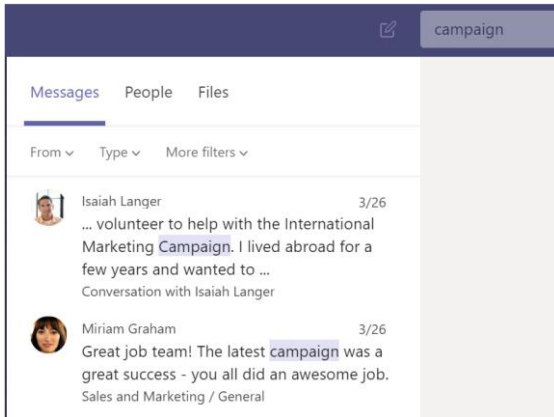 campaign
Messages People Files
From Type More filters
Isaiah Langer 3/26
... volunteer to help with the International
Marketing Campaign. I lived abroad for a
few years and wanted to ...
Conversation with Isaiah Langer
Miriam Graham 3/26
Great job team! The latest campaign was a
great success - you all did an awesome job.
Sales and Marketing / General